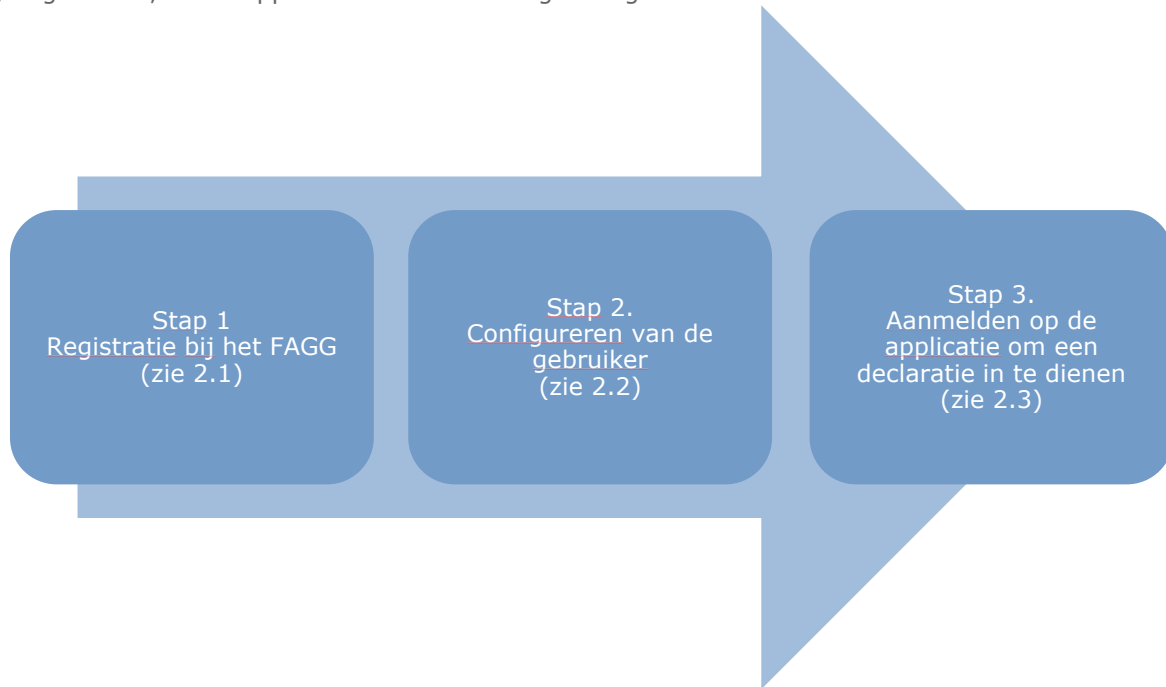 Stap 1
Registratie bij het FAGG
(zie 2.1)
Stap 2.
Configureren van de
gebruiker
(zie 2.2)
Stap 3.
Aanmelden op de
applicatie om een
declaratie in te dienen
(zie 2.3)